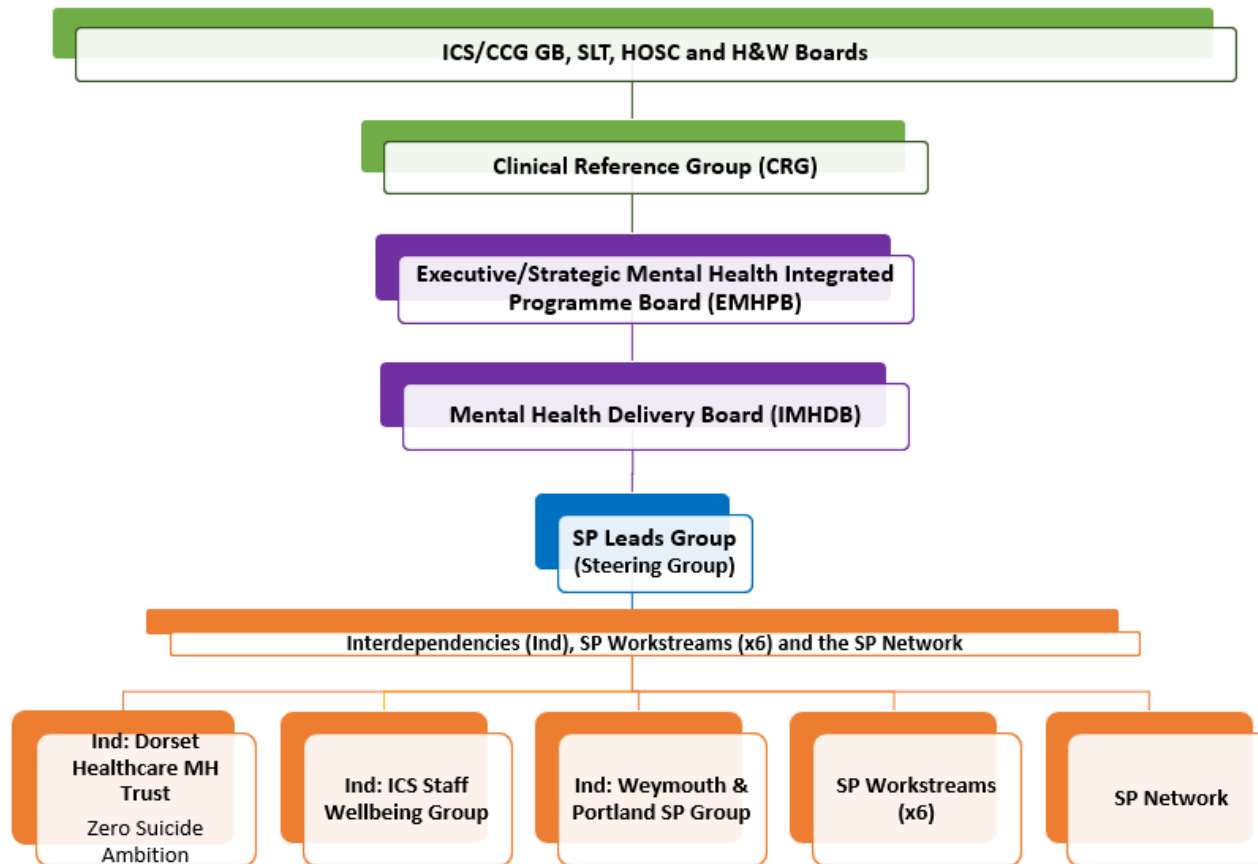 ICS/CCG GB, SLT, HOSC and H&W Boards
Clinical Reference Group (CRG)
Executive/Strategic Mental Health Integrated
Programme Board (EMHPB)
Mental Health Delivery Board (IMHDB)
SP Leads Group
(Steering Group)
Interdependencies (Ind), SP Workstreams (x6) and the SP Network
Ind: Dorset
Healthcare MH
Trust
Zero Suicide
Ambition
Ind: ICS Staff
Wellbeing Group
Ind: Weymouth &
Portland SP Group
SP Workstreams
(x6)
SP Network